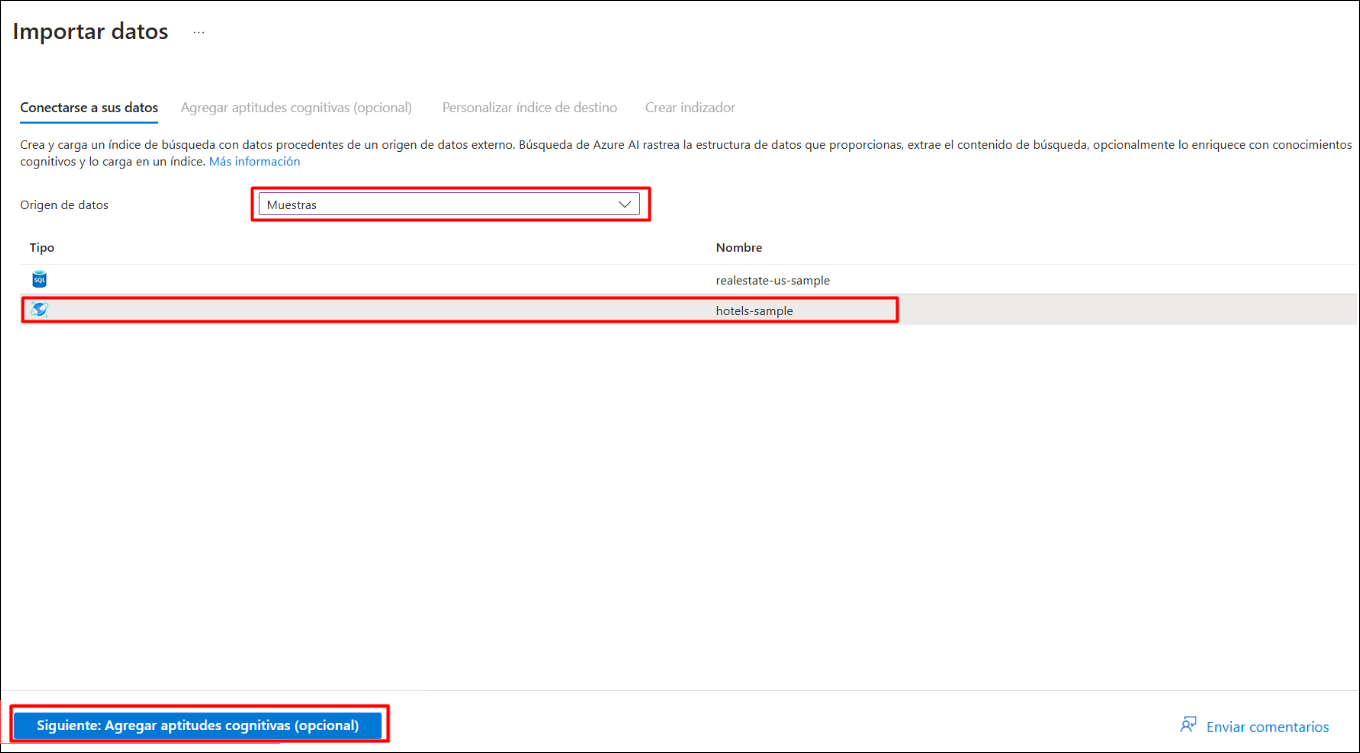 Importar datos ...
Conectarse a sus datos Agregar aptitudes cognitivas (opcional) Personalizar índice de destino Crear indizador
Crea y carga un índice de búsqueda con datos procedentes de un origen de datos externo. Búsqueda de Azure AI rastrea la estructura de datos que proporcionas, extrae el contenido de búsqueda, opcionalmente lo enriquece con conocimientos
cognitivos y lo carga en un índice. Más información
Origen de datos Muestras
Tipo Nombre
SQL realestate-us-sample
hotels-sample
Siguiente: Agregar aptitudes cognitivas (opcional) Enviar comentarios